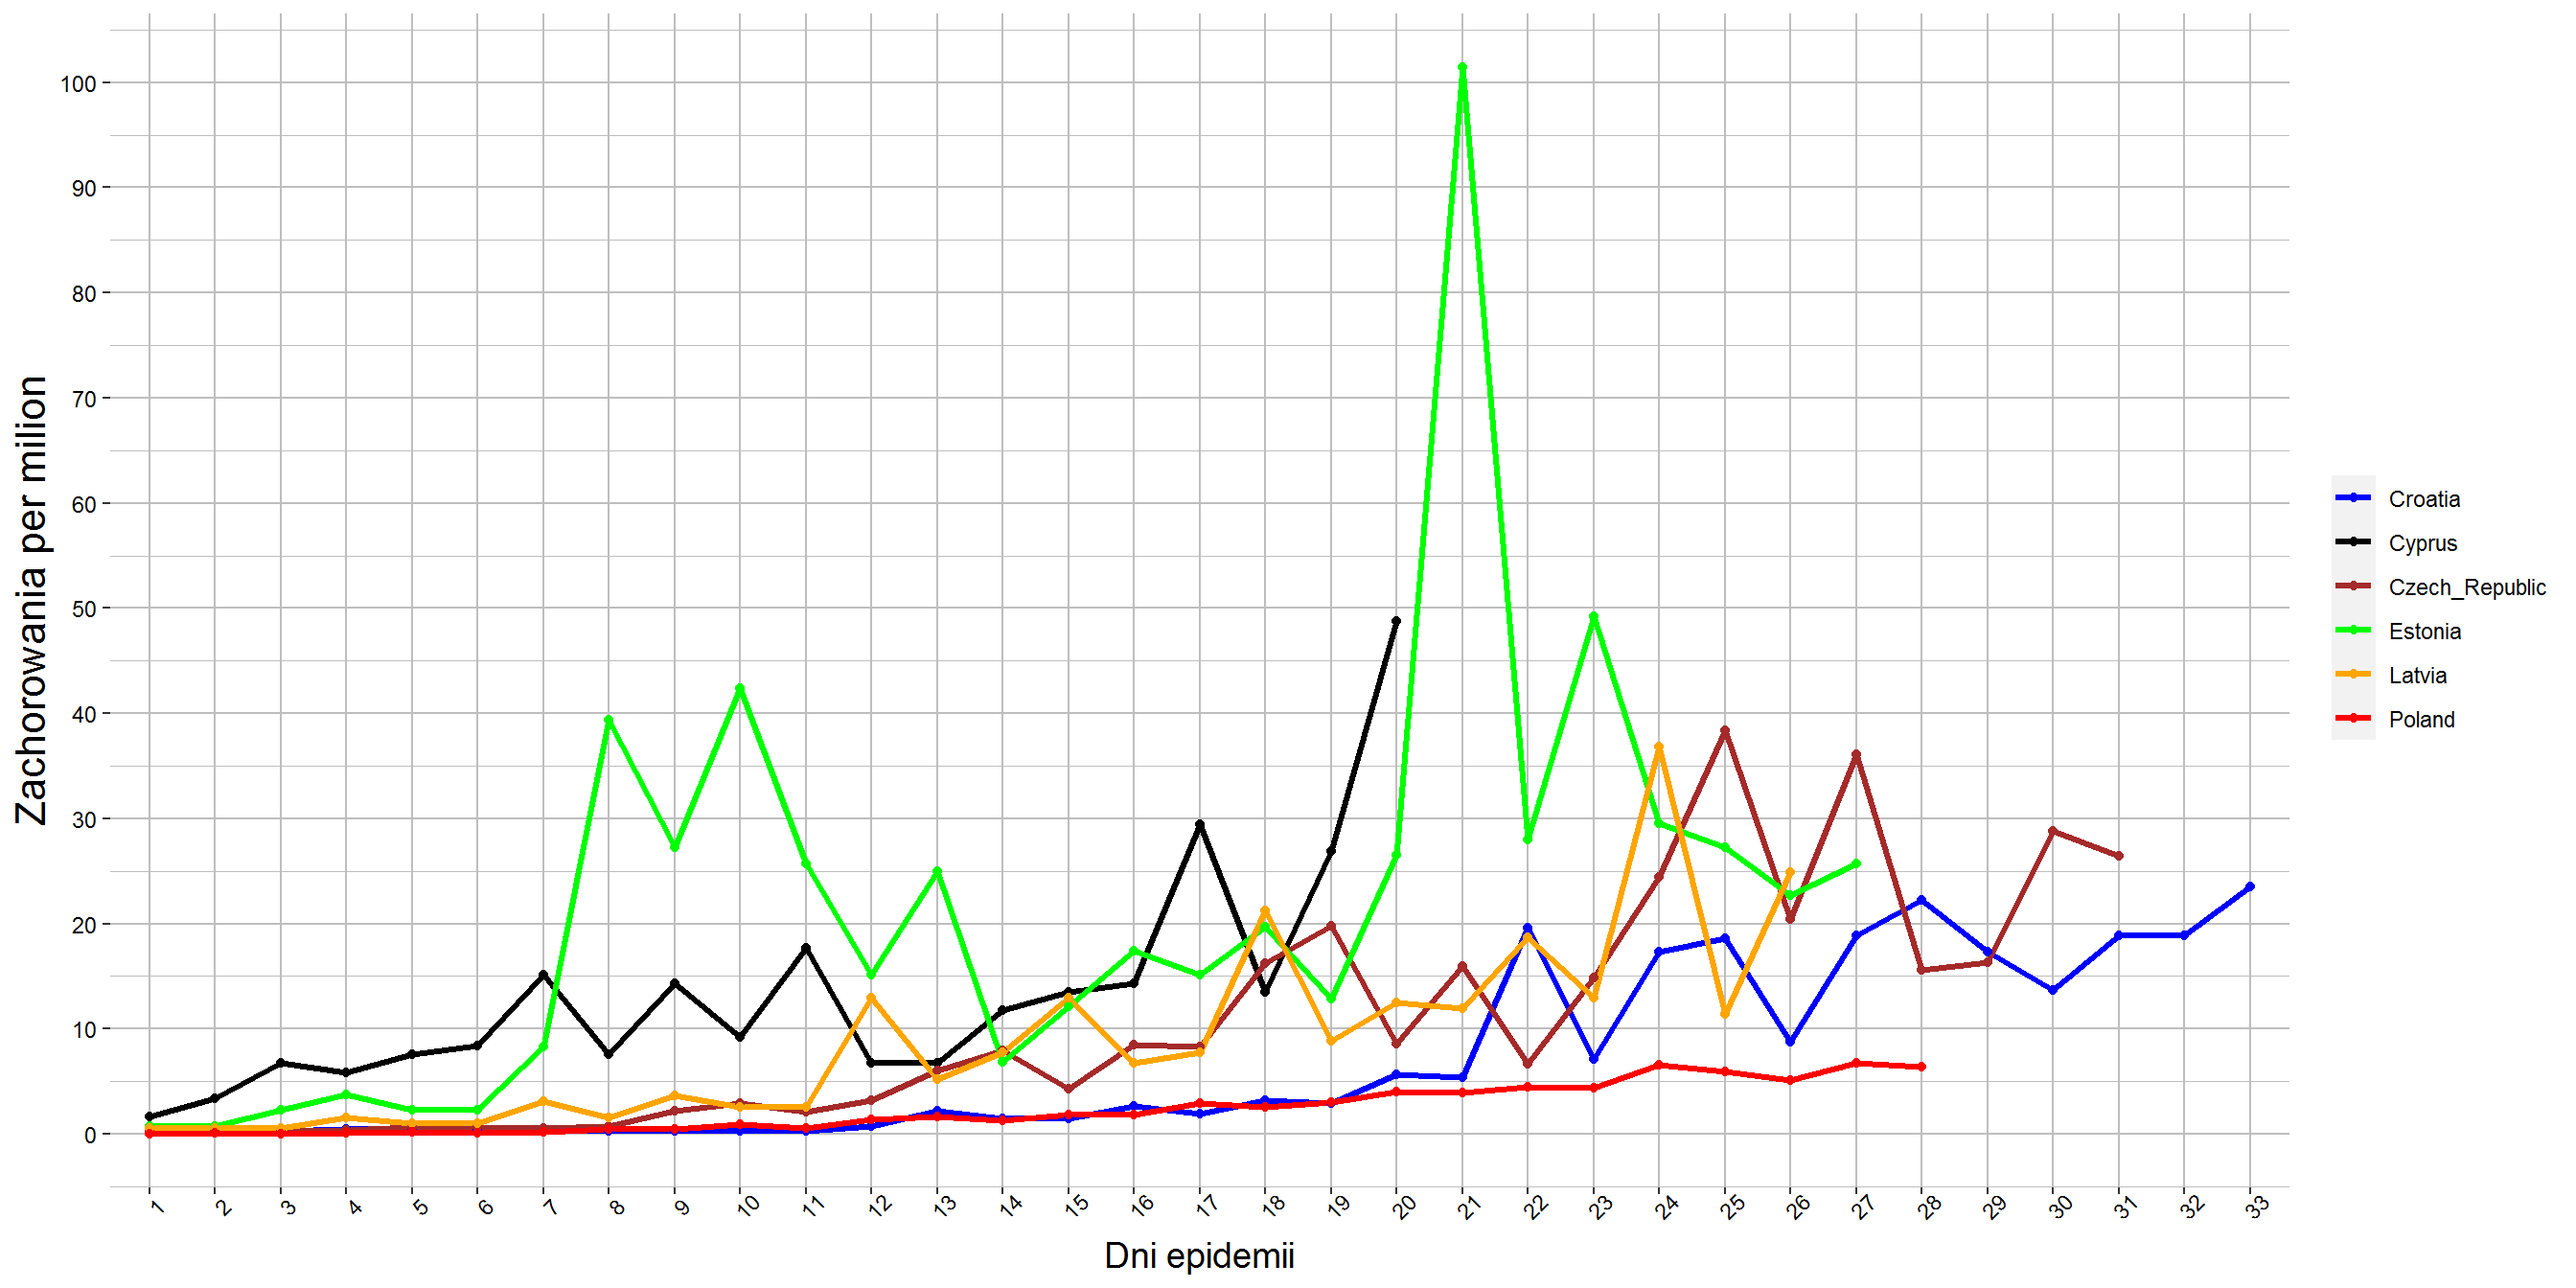 Zachorowania per milion
100
90
80
70
60
50
40
30
20
10
0
1 2 3 4 5 6 7 8 9 10 11 12 13 14 15 16 17 18 19 20 21 22 23 24 25 26 27 28 29 30 31 32 33
Dni epidemii
Croatia
Cyprus
Czech_Republic
Estonia
Latvia
Poland